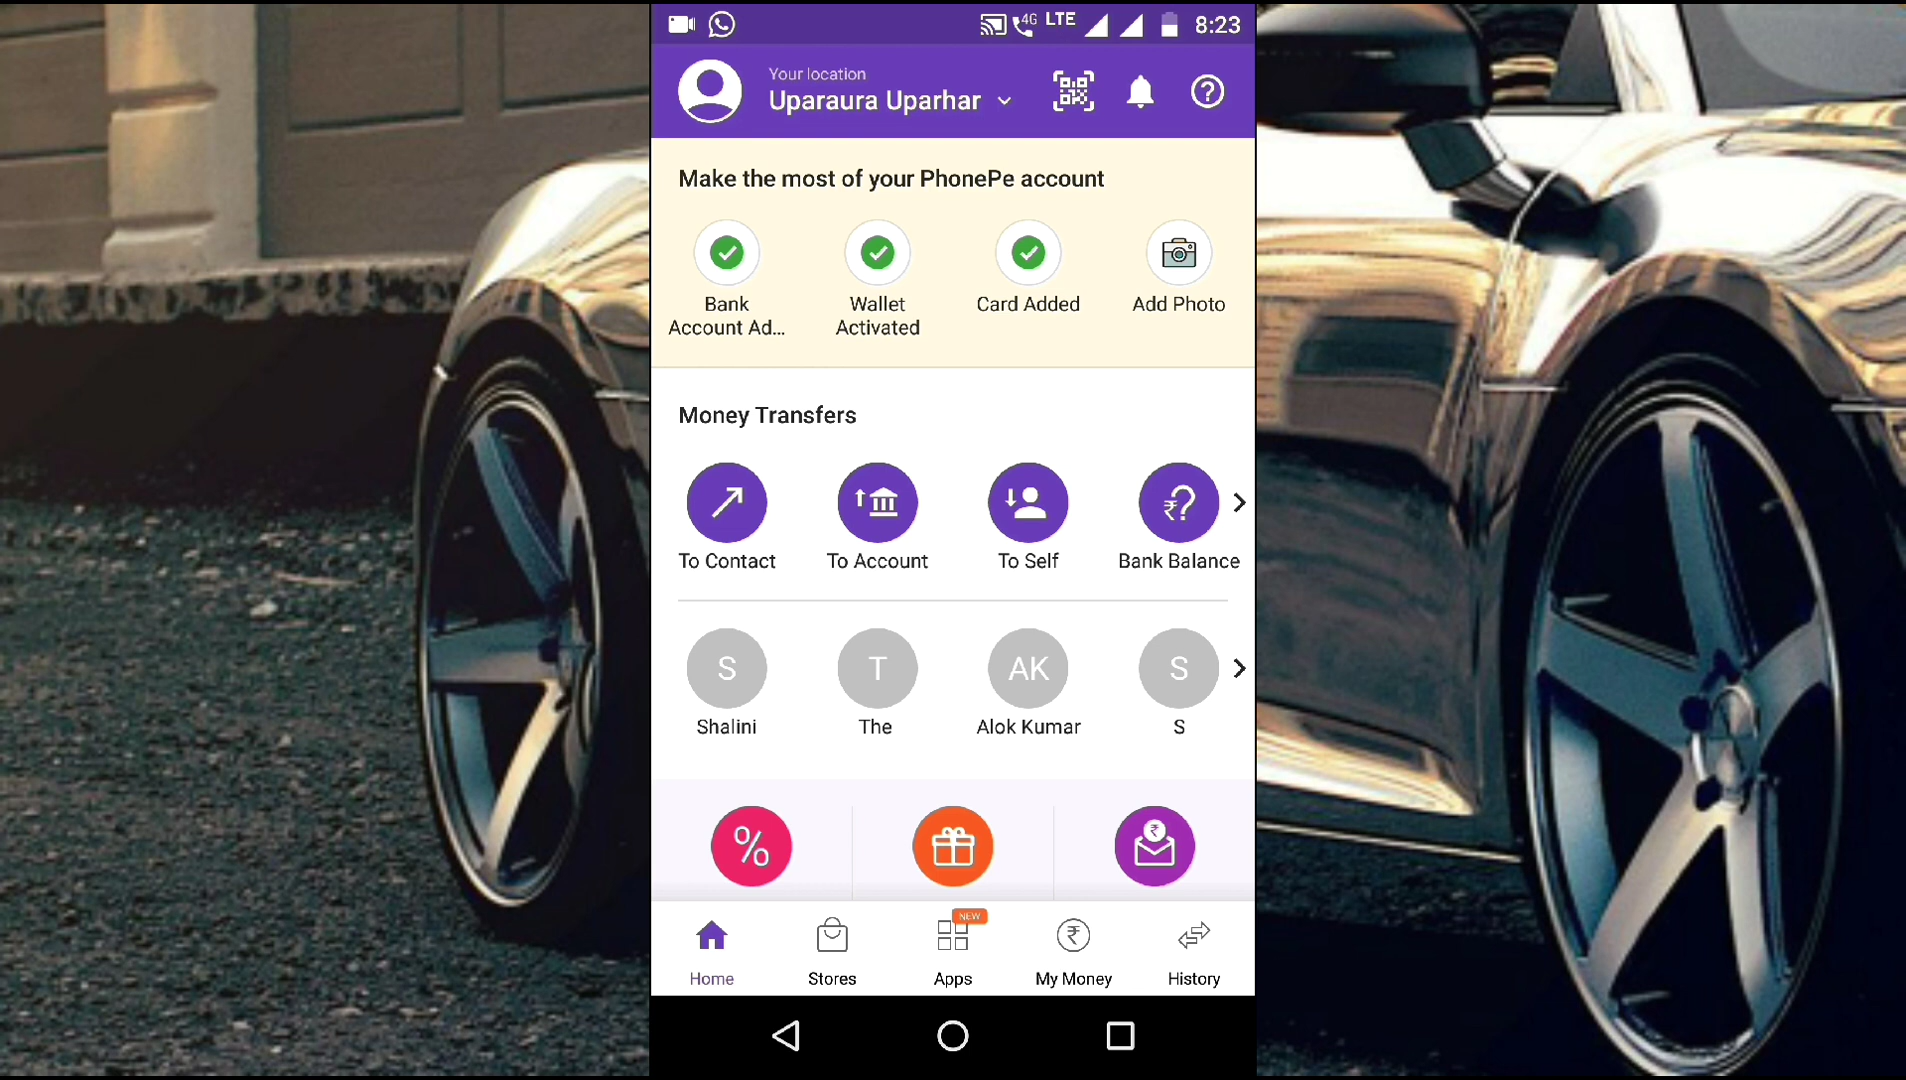 4G LTE 8:23
Your location
Uparaura Uparhar
Make the most of your PhonePe account
Bank
Account Ad...
Wallet
Activated
Card Added
Add Photo
Money Transfers
To Contact
To Account
To Self
₹?
Bank Balance
S
T
AK
S
Shalini
The
Alok Kumar
S
%
₹
NEW
₹
Home
Stores
Apps
My Money
History